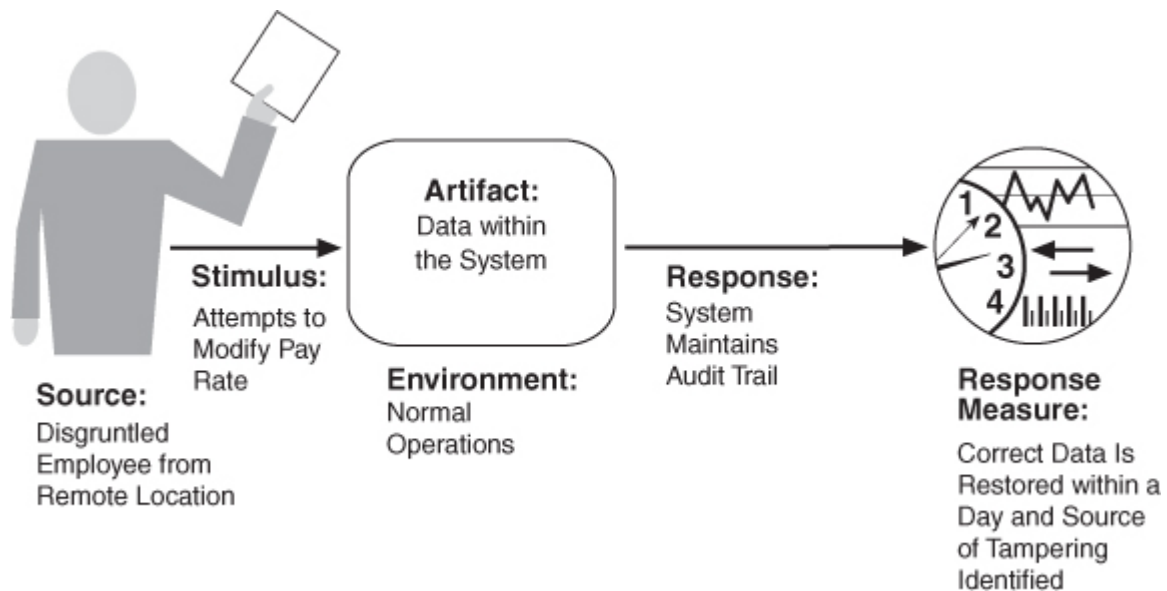 Artifact:
Data within
the System
Stimulus:
Attempts to
Modify Pay
Rate
Source:
Disgruntled
Employee from
Remote Location
Environment:
Normal
Operations
Response:
System
Maintains
Audit Trail
1
2
3
4
Response
Measure:
Correct Data Is
Restored within a
Day and Source
of Tampering
Identified